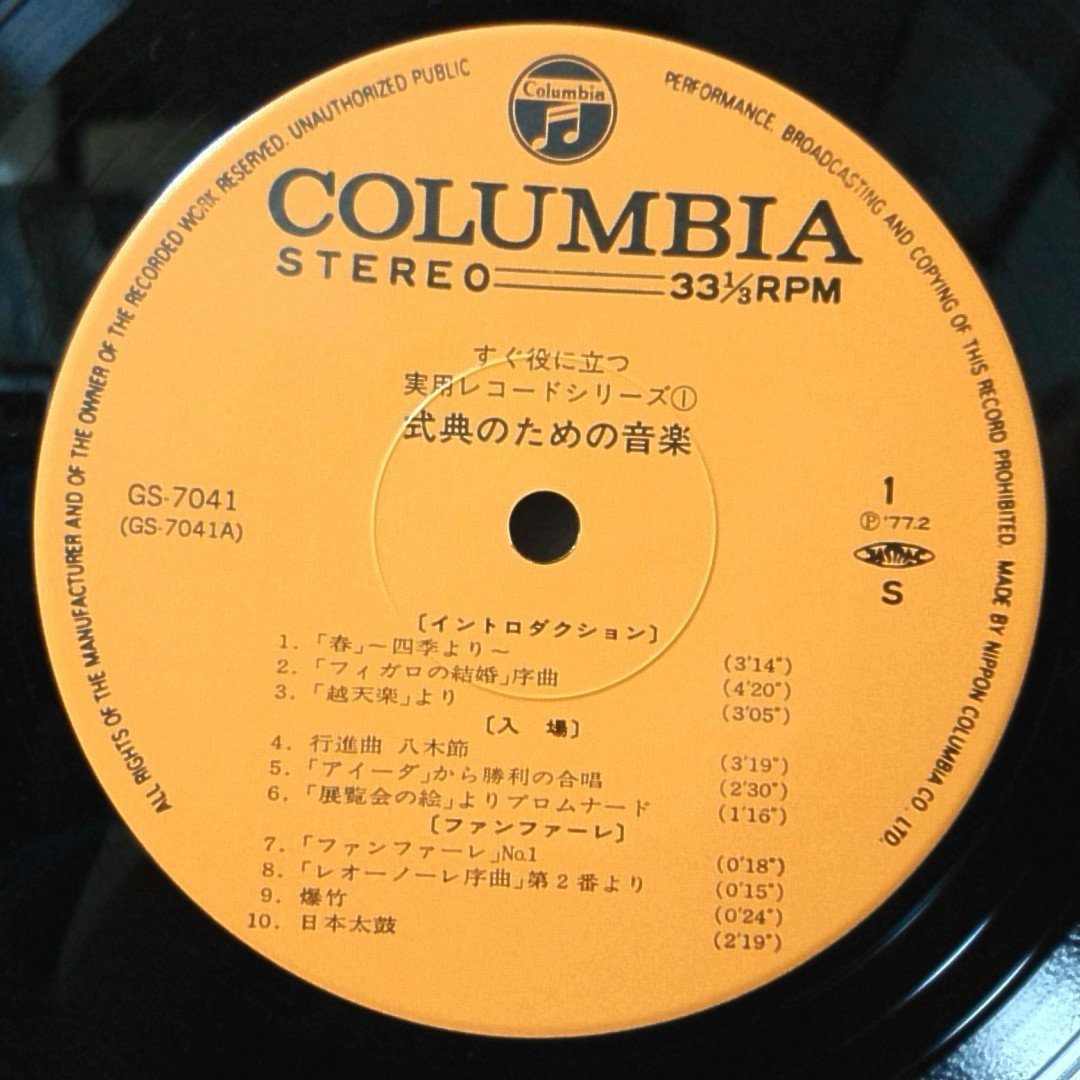 Columbia
ALL RIGHTS OF THE MANUFACTURER AND OF THE OWNER OF THE RECORDED WORK RESERVED. UNAUTHORIZED PUBLIC PERFORMANCE. BROADCASTING AND COPYING OF THIS RECORD PROHIBITED. MADE BY NIPPON COLUMBIA CO. LTD.
COLUMBIA
STEREO 33⅓RPM
すぐ役に立つ
実用レコードシリーズ①
式典のための音楽
GS-7041
(GS-7041A)
1
Ⓟ '77.2
S
〔イントロダクション〕
1. 「春」〜四季より〜 (3'14")
2. 「フィガロの結婚」序曲 (4'20")
3. 「越天楽」より (3'05")
〔入 場〕
4. 行進曲 八木節 (3'19")
5. 「アイーダ」から勝利の合唱 (2'30")
6. 「展覧会の絵」よりプロムナード (1'16")
〔ファンファーレ〕
7. 「ファンファーレ」No.1 (0'18")
8. 「レオーノーレ序曲」第2番より (0'15")
9. 爆竹 (0'24")
10. 日本太鼓 (2'19")